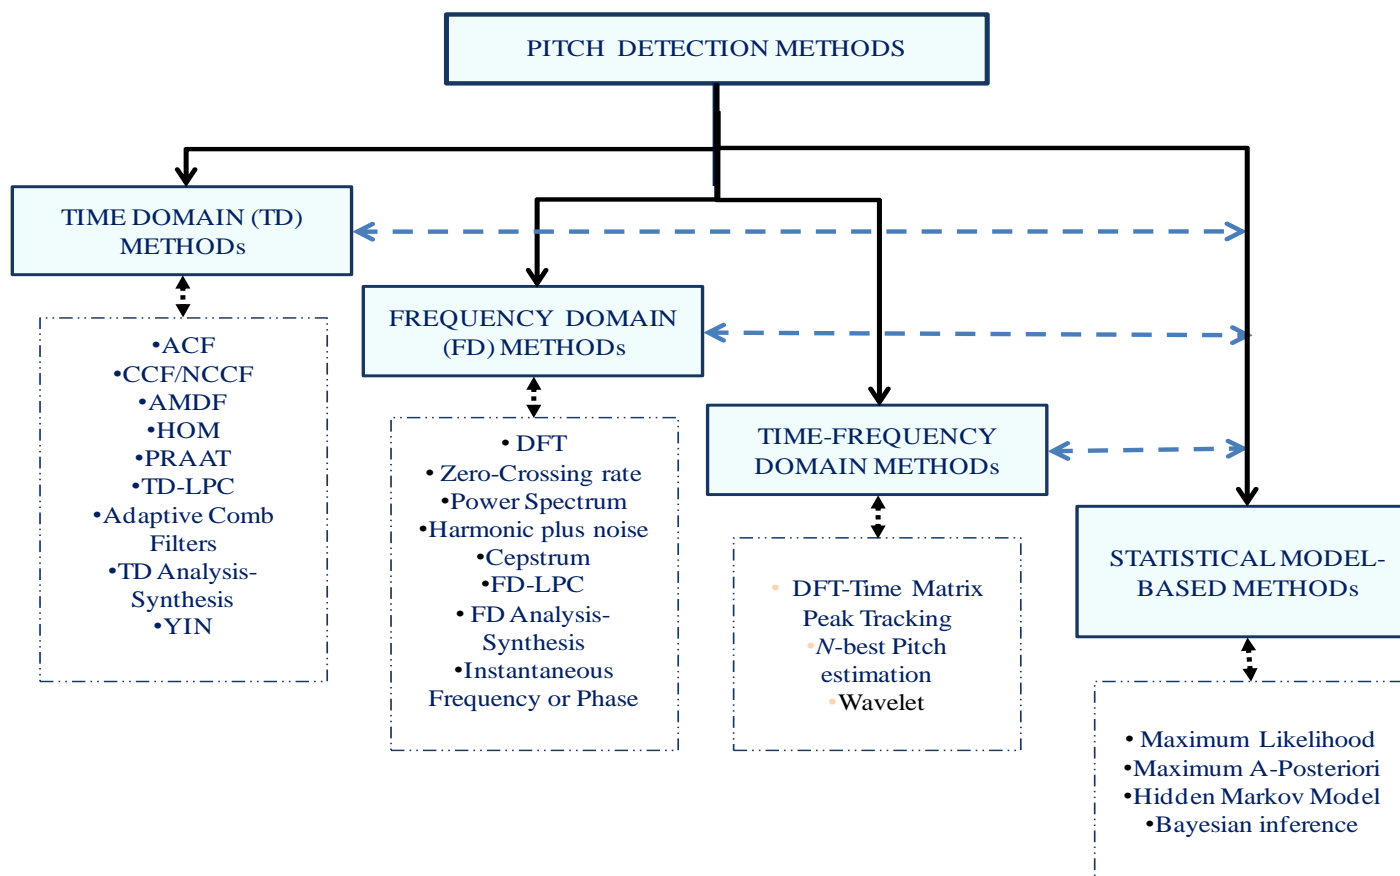 PITCH DETECTION METHODS
TIME DOMAIN (TD)
METHODs
•ACF
•CCF/NCCF
•AMDF
•HOM
•PRAAT
•TD-LPC
•Adaptive Comb
Filters
•TD Analysis-
Synthesis
•YIN
FREQUENCY DOMAIN
(FD) METHODs
• DFT
• Zero-Crossing rate
•Power Spectrum
•Harmonic plus noise
•Cepstrum
•FD-LPC
• FD Analysis-
Synthesis
•Instantaneous
Frequency or Phase
TIME-FREQUENCY
DOMAIN METHODs
• DFT-Time Matrix
Peak Tracking
•N-best Pitch
estimation
•Wavelet
STATISTICAL MODEL-
BASED METHODs
• Maximum Likelihood
•Maximum A-Posteriori
•Hidden Markov Model
•Bayesian inference